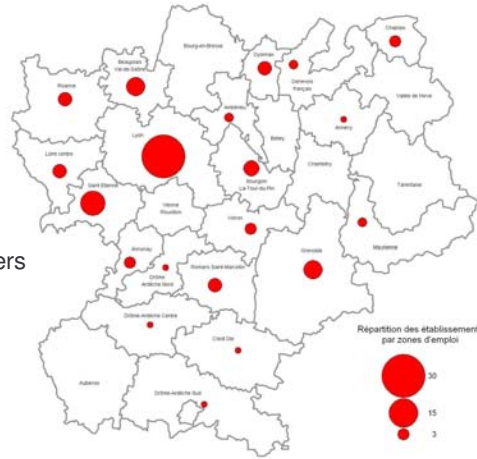 Chablais
Bourg-en-Bresse
Oyonnax
Beaujolais
Val-de-Saône
Genevois
français
Roanne
Vallée de l'Arve
Ambérieu
Annecy
Lyon
Belley
Loire centre
Bourgoin
La-Tour-du-Pin
Chambéry
Tarentaise
Saint Etienne
Vienne
Roussillon
Voiron
Maurienne
ers
Annonay
Drôme
Ardèche Nord
Romans Saint-Marcellin
Grenoble
Drôme-Ardèche Centre
Crest Die
Répartition des établissement
par zones d'emploi
30
Aubenas
Drôme-Ardèche Sud
15
3